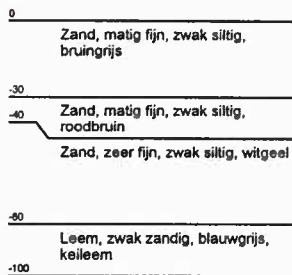 0
Zand, matig fijn, zwak siltig,
bruingrijs
-30
Zand, matig fijn, zwak siltig,
roodbruin
-40
Zand, zeer fijn, zwak siltig, witgeel
-80
Leem, zwak zandig, blauwgrijs,
keileem
-100